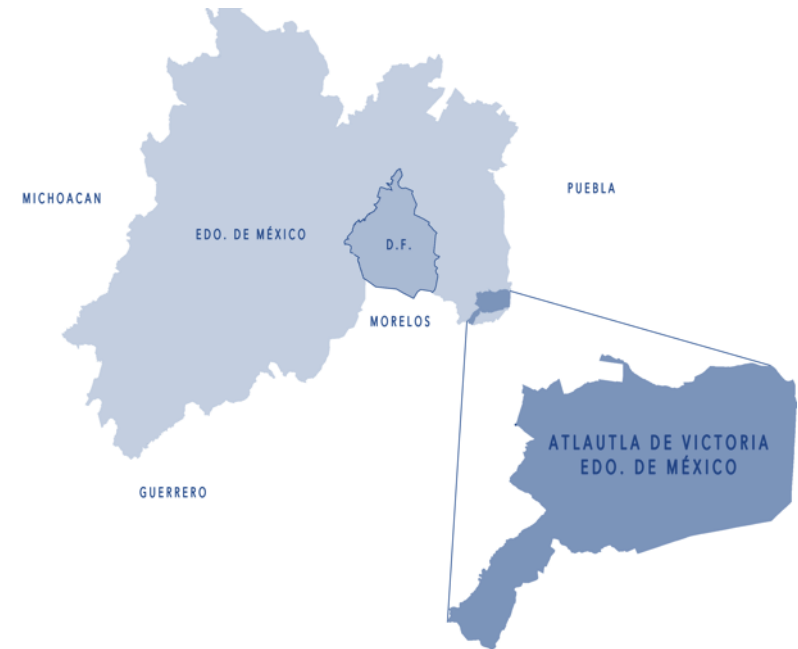 PUEBLA
MICHOACAN
EDO. DE MÉXICO
D.F.
MORELOS
ATLAUTLA DE VICTORIA
EDO. DE MÉXICO
GUERRERO